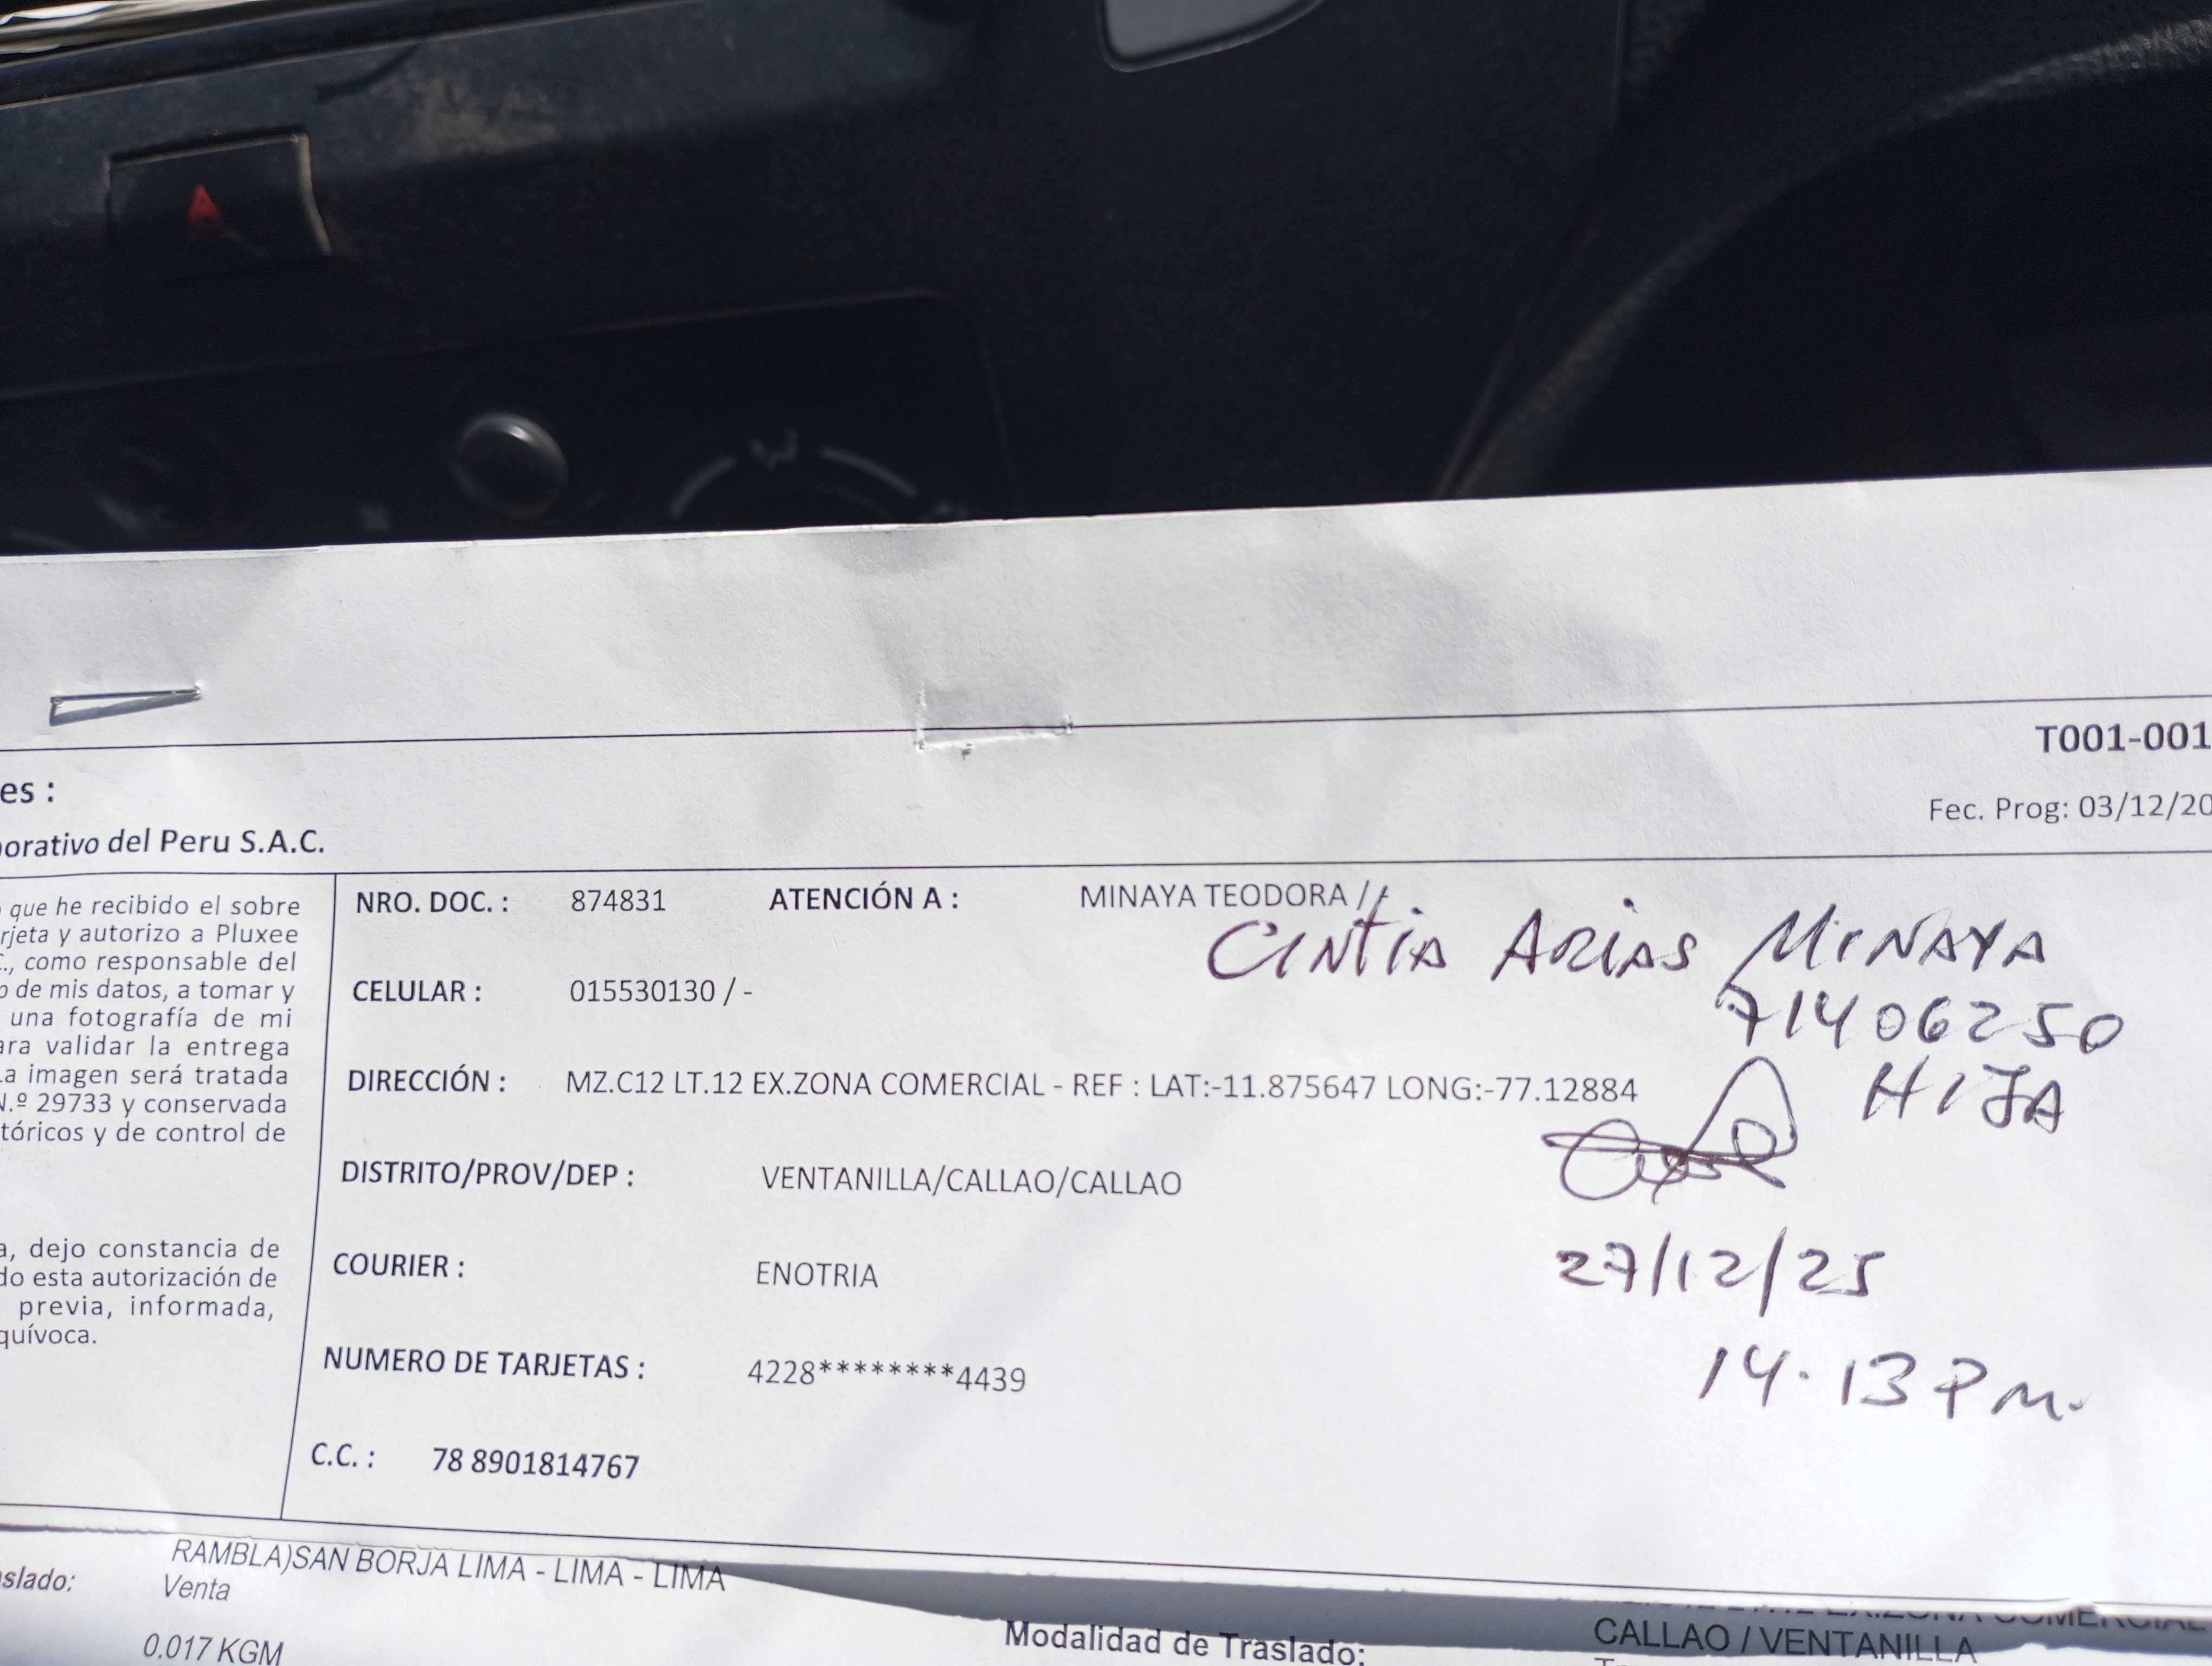 T001-001
es :
Fec. Prog: 03/12/20
orativo del Peru S.A.C.
que he recibido el sobre
rjeta y autorizo a Pluxee
., como responsable del
o de mis datos, a tomar y
una fotografía de mi
ara validar la entrega
La imagen será tratada
N.º 29733 y conservada
tóricos y de control de
a, dejo constancia de
do esta autorización de
previa, informada,
quívoca.
NRO. DOC. : 874831 ATENCIÓN A : MINAYA TEODORA //
CINTIA ARIAS MINAYA
71406250
HIJA
CELULAR : 015530130 / -
DIRECCIÓN : MZ.C12 LT.12 EX.ZONA COMERCIAL - REF : LAT:-11.875647 LONG:-77.12884
DISTRITO/PROV/DEP : VENTANILLA/CALLAO/CALLAO
COURIER : ENOTRIA
27/12/25
NUMERO DE TARJETAS : 4228********4439
14.13 PM.
C.C. : 78 8901814767
RAMBLA)SAN BORJA LIMA - LIMA - LIMA
slado: Venta
0.017 KGM
Modalidad de Traslado:
EX.ZONA COMERCIAL
CALLAO / VENTANILLA